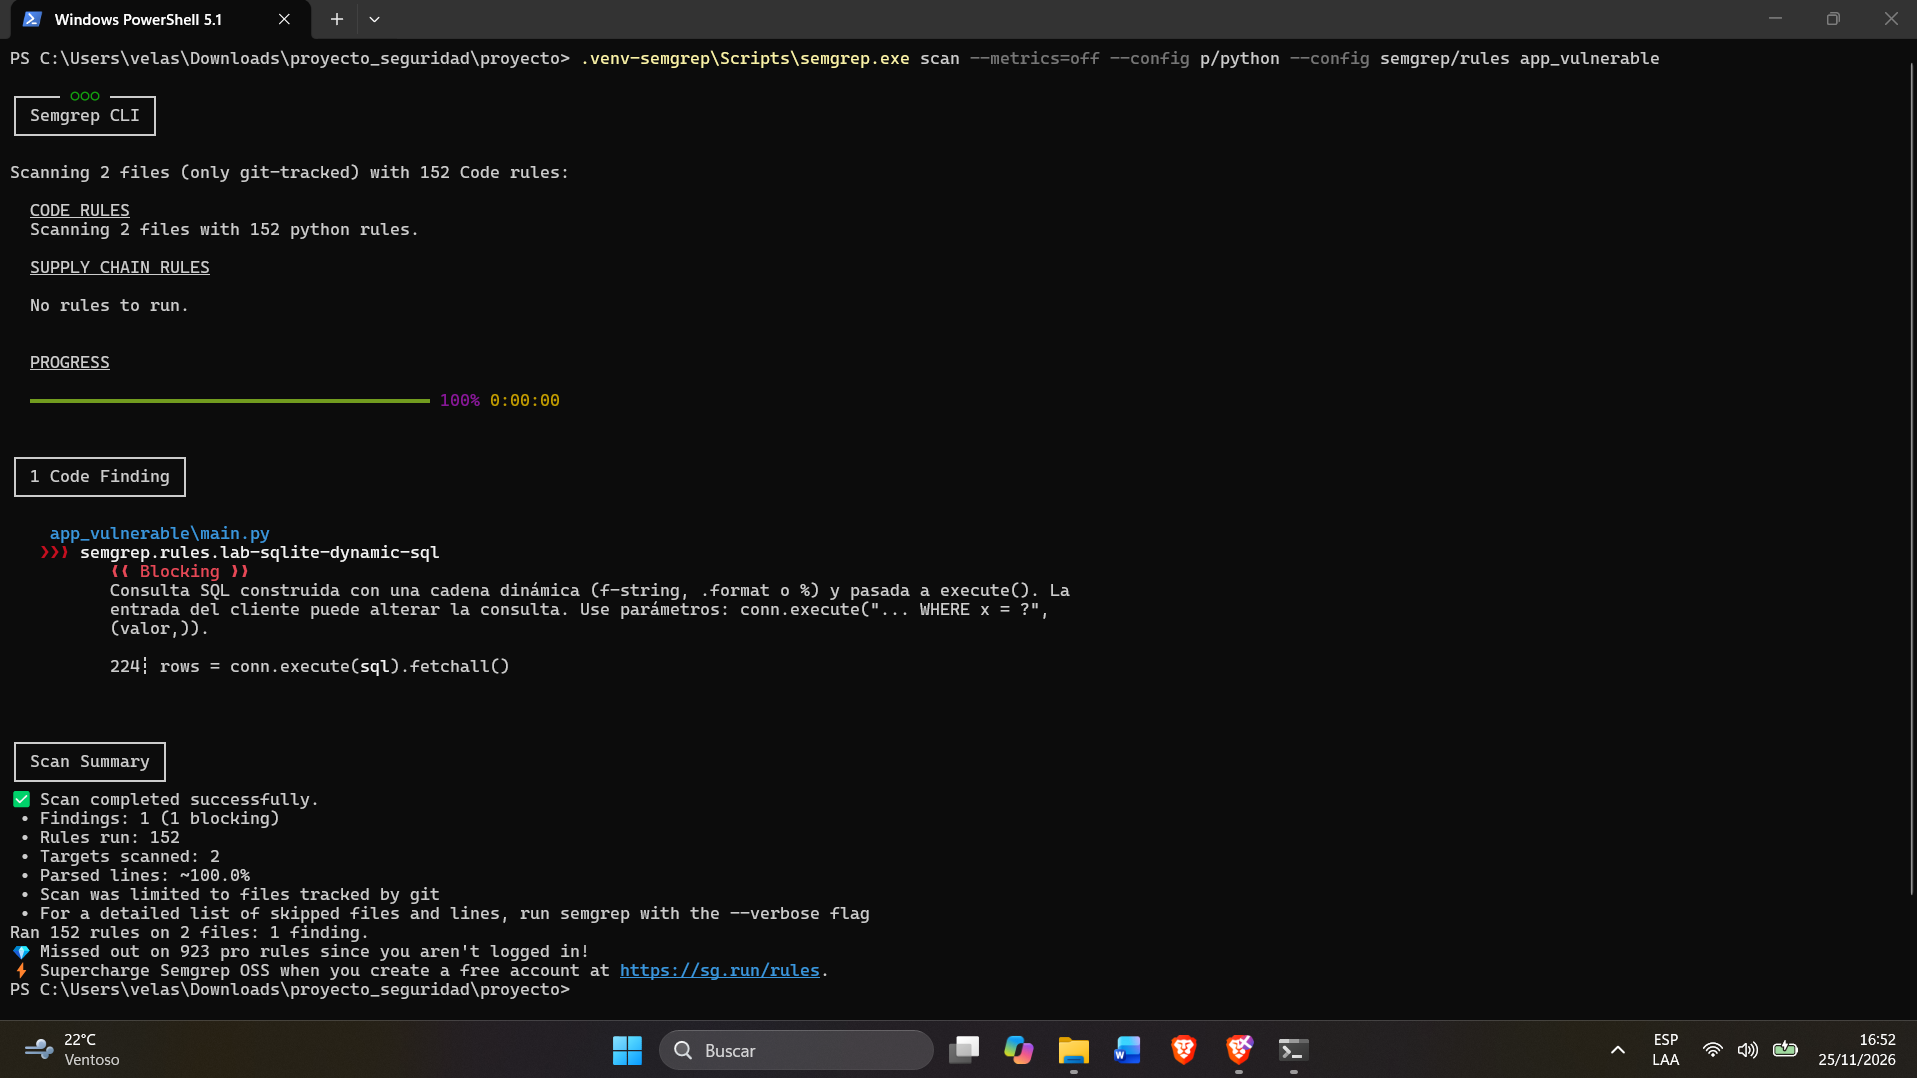 Windows PowerShell 5.1
PS C:\Users\velas\Downloads\proyecto_seguridad\proyecto> .venv-semgrep\Scripts\semgrep.exe scan --metrics=off --config p/python --config semgrep/rules app_vulnerable
ooo
Semgrep CLI
Scanning 2 files (only git-tracked) with 152 Code rules:
CODE RULES
Scanning 2 files with 152 python rules.
SUPPLY CHAIN RULES
No rules to run.
PROGRESS
100% 0:00:00
1 Code Finding
app_vulnerable\main.py
❯❯❱ semgrep.rules.lab-sqlite-dynamic-sql
❰❰ Blocking ❱❱
Consulta SQL construida con una cadena dinámica (f-string, .format o %) y pasada a execute(). La
entrada del cliente puede alterar la consulta. Use parámetros: conn.execute("... WHERE x = ?",
(valor,)).
224┆ rows = conn.execute(sql).fetchall()
Scan Summary
✅ Scan completed successfully.
• Findings: 1 (1 blocking)
• Rules run: 152
• Targets scanned: 2
• Parsed lines: ~100.0%
• Scan was limited to files tracked by git
• For a detailed list of skipped files and lines, run semgrep with the --verbose flag
Ran 152 rules on 2 files: 1 finding.
💎 Missed out on 923 pro rules since you aren't logged in!
⚡ Supercharge Semgrep OSS when you create a free account at https://sg.run/rules.
PS C:\Users\velas\Downloads\proyecto_seguridad\proyecto>
22°C
Ventoso
Buscar
ESP
LAA
16:52
25/11/2026